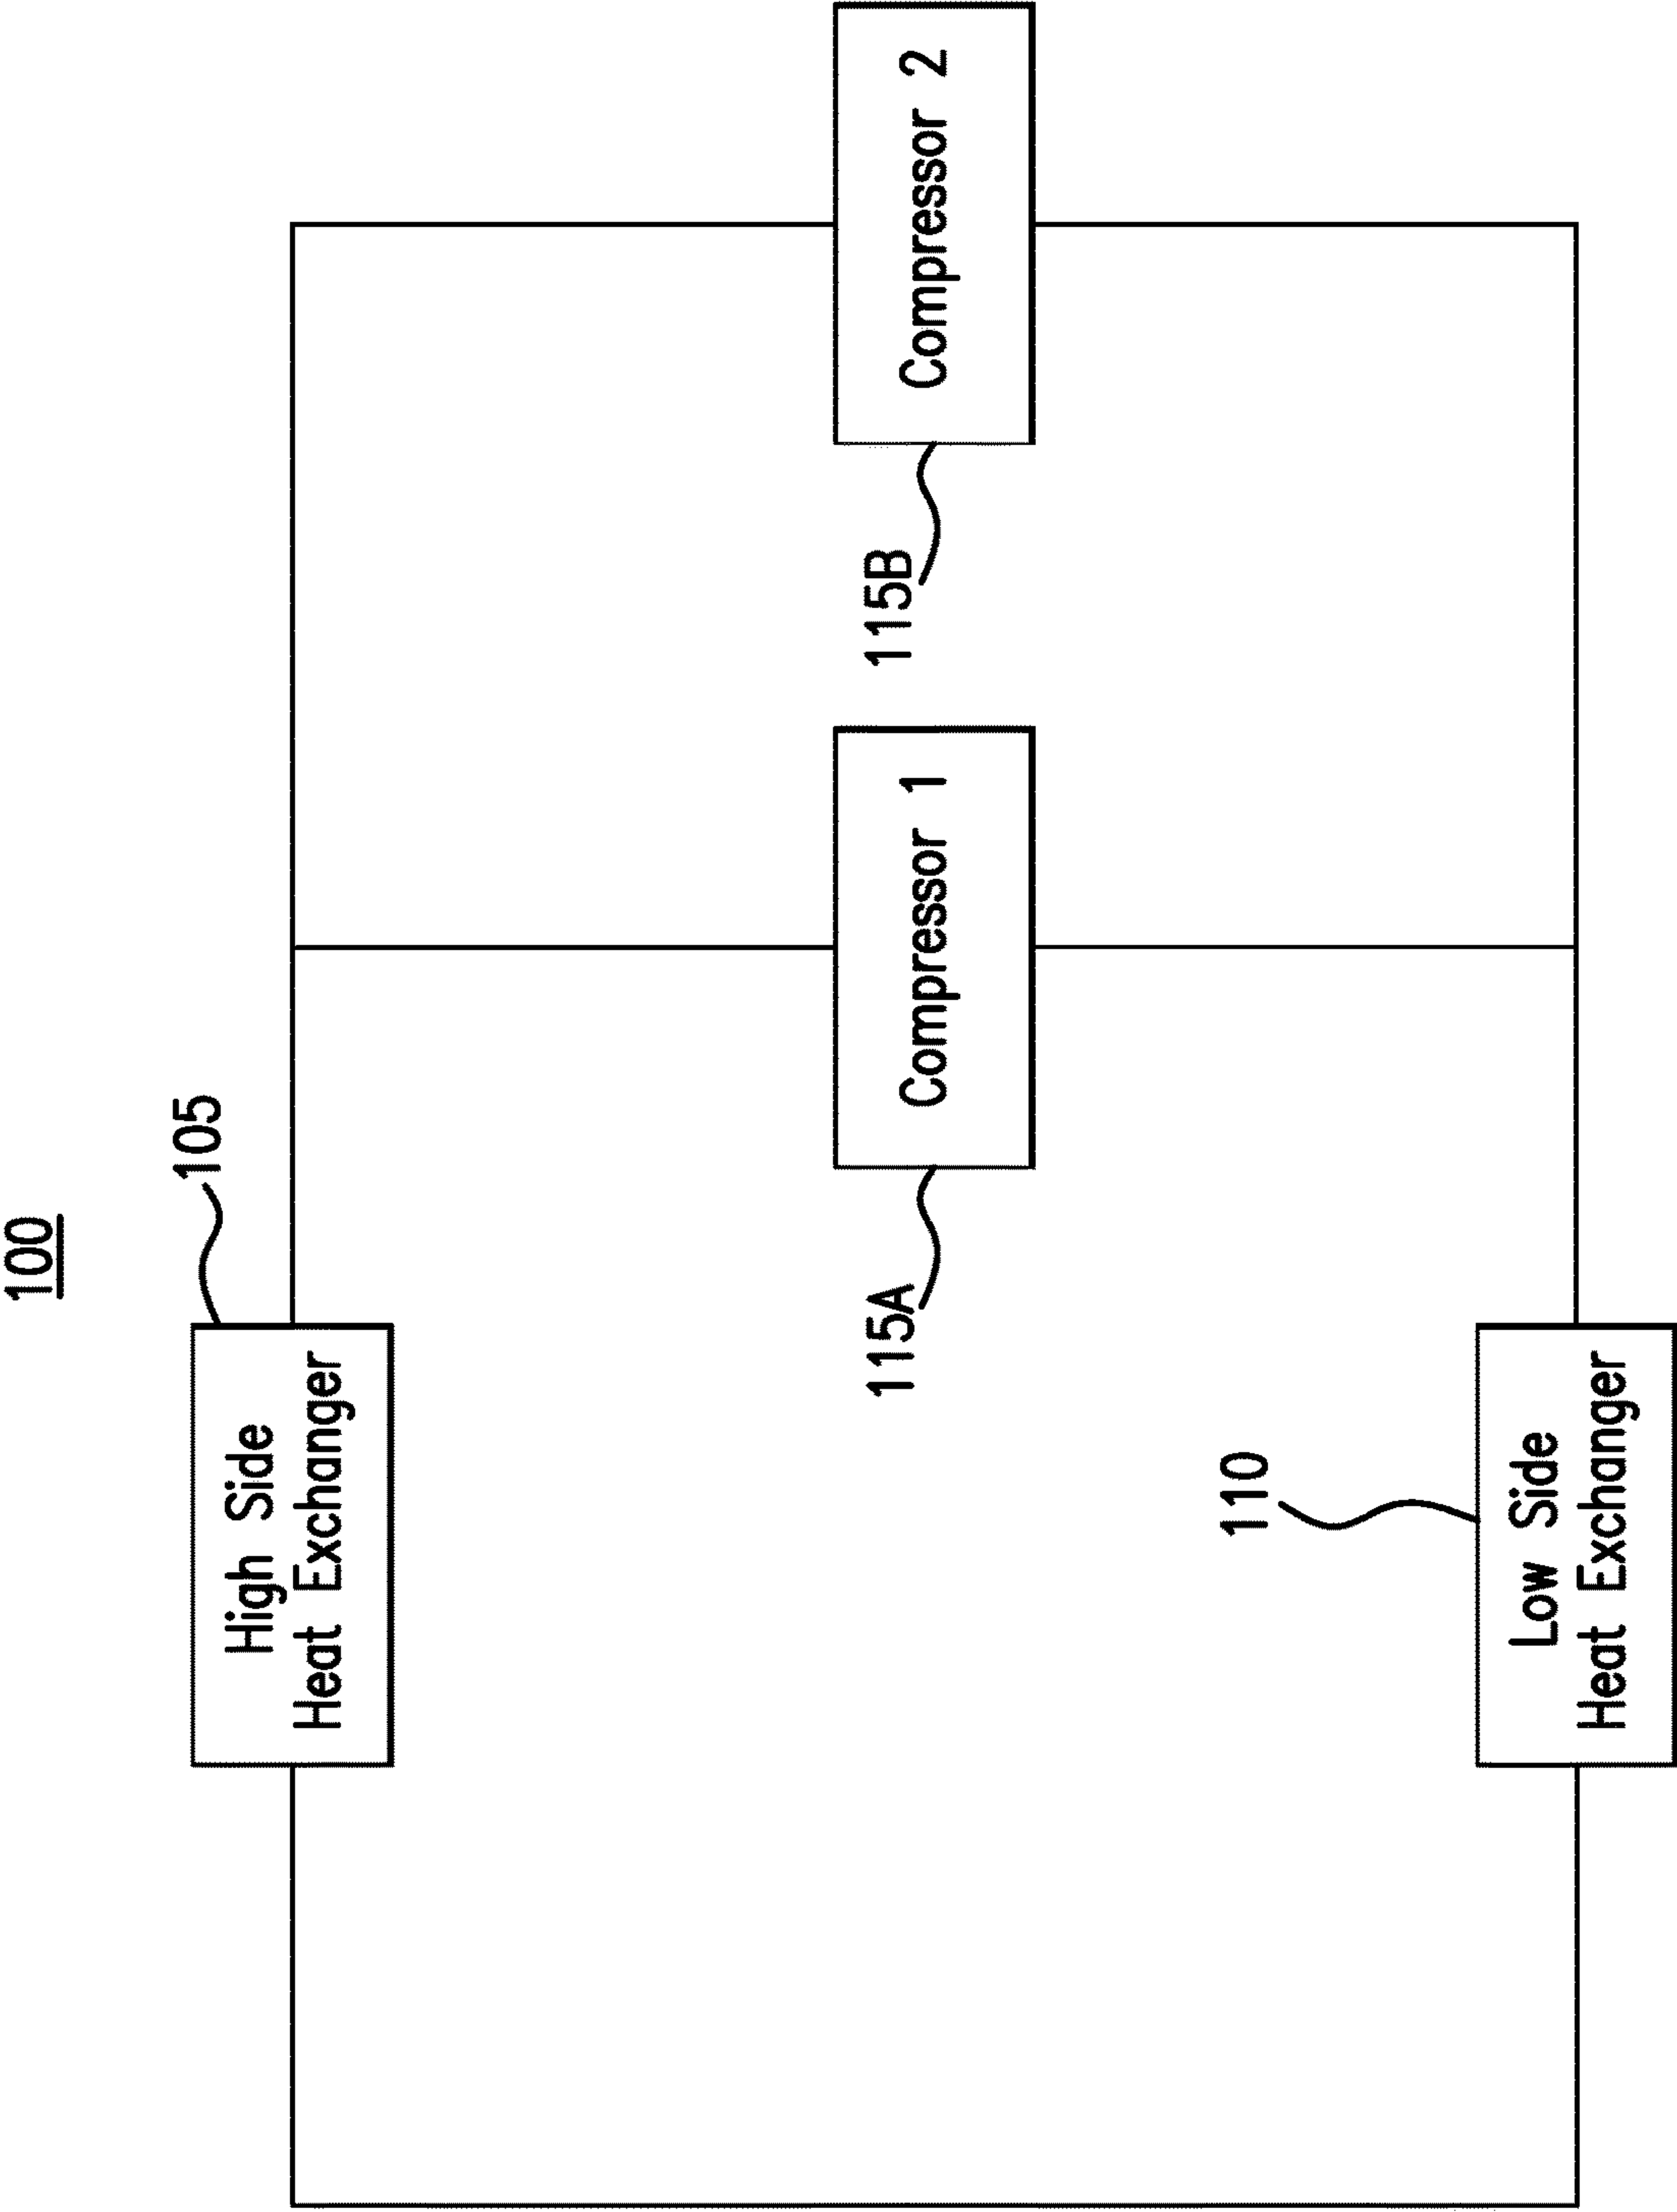 100
105
High Side
Heat Exchanger
115A
Compressor 1
115B
Compressor 2
110
Low Side
Heat Exchanger